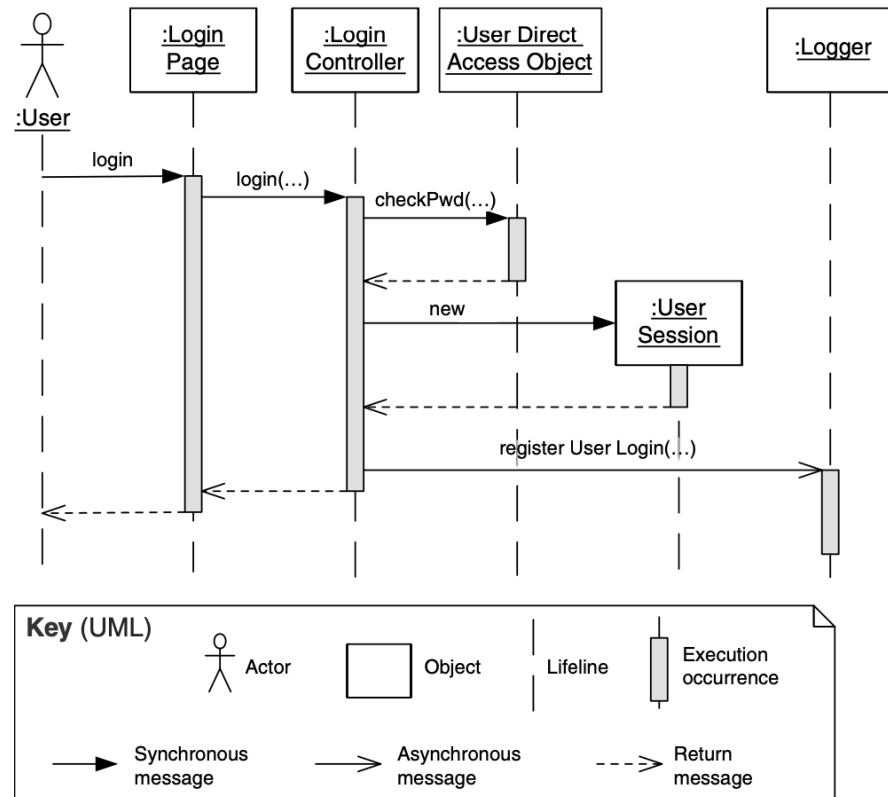 :User
:Login
Page
:Login
Controller
:User Direct
Access Object
:Logger
login
login(…)
checkPwd(…)
new
:User
Session
register User Login(…)
Key (UML)
Actor
Object
Lifeline
Execution
occurrence
Synchronous
message
Asynchronous
message
Return
message